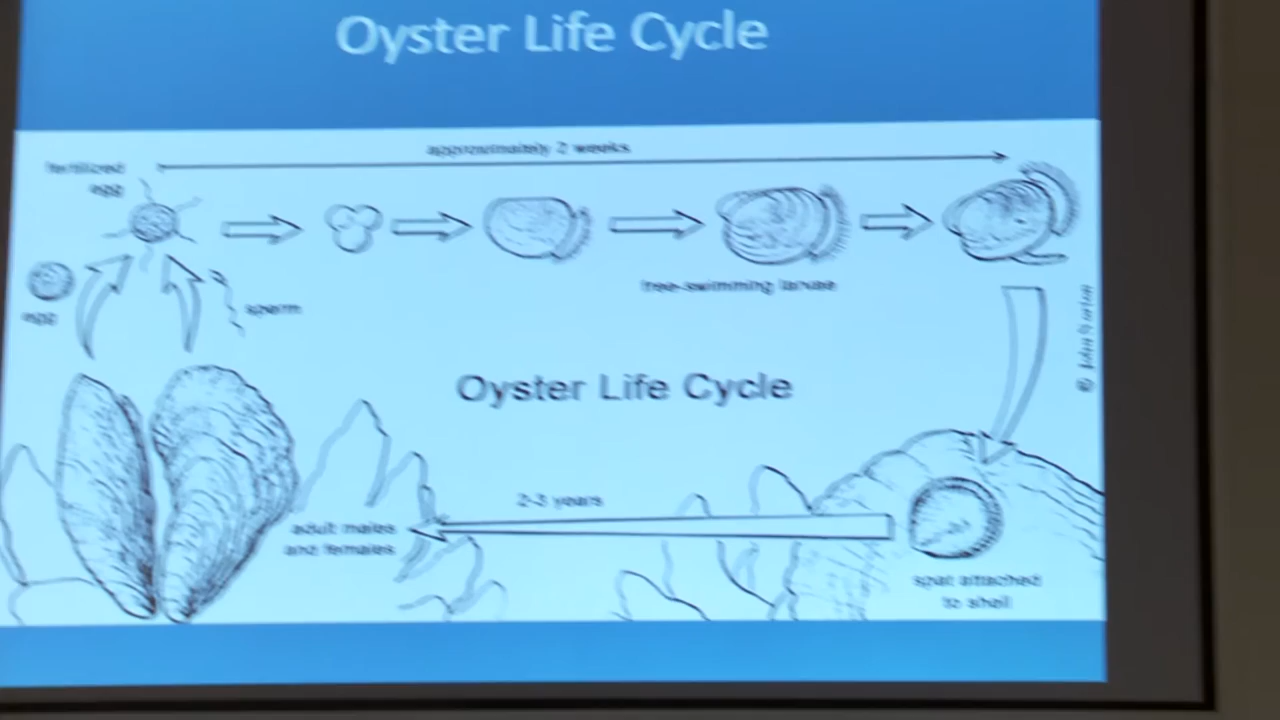 Oyster Life Cycle
approximately 2 weeks
fertilized
egg
egg
sperm
free-swimming larvae
Oyster Life Cycle
2-3 years
adult males
and females
spat attached
to shell
©